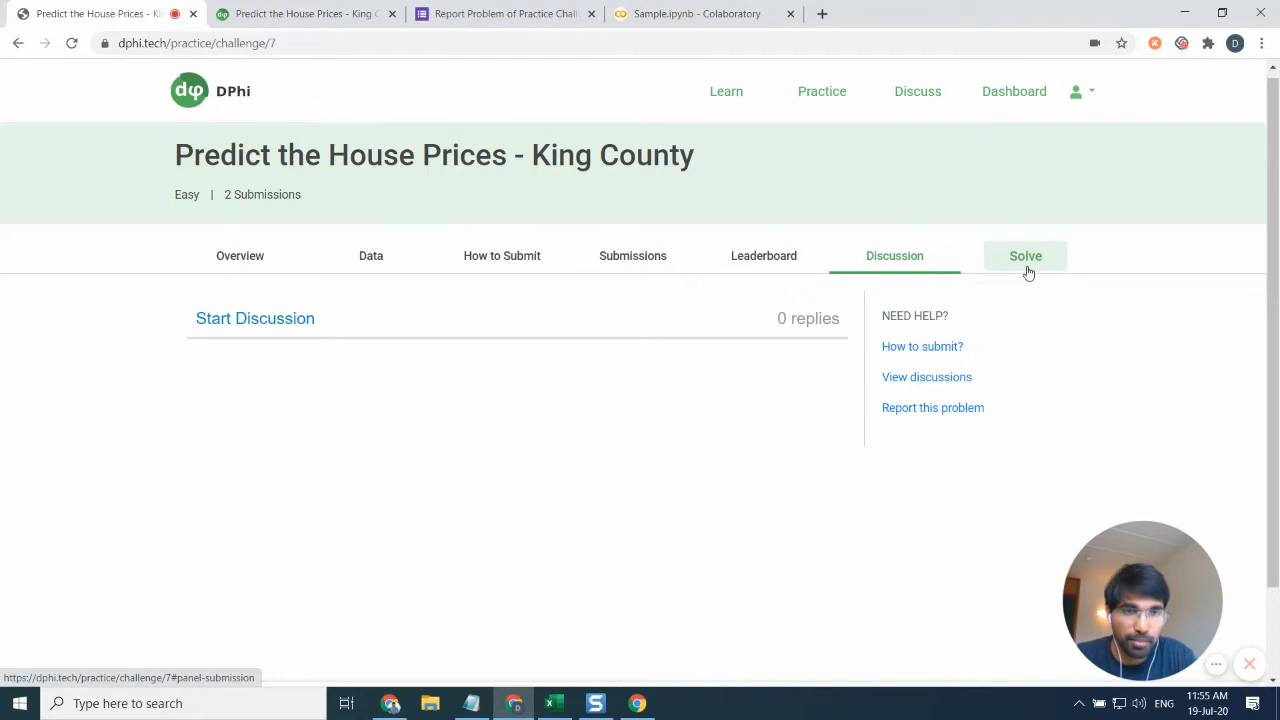 Predict the House Prices - Ki
Predict the House Prices - King C
Report Problem of Practice Chall
Sample.ipynb - Colaboratory
dphi.tech/practice/challenge/7
D
dφ DPhi
Learn
Practice
Discuss
Dashboard
Predict the House Prices - King County
Easy | 2 Submissions
Overview
Data
How to Submit
Submissions
Leaderboard
Discussion
Solve
Start Discussion
0 replies
NEED HELP?
How to submit?
View discussions
Report this problem
https://dphi.tech/practice/challenge/7#panel-submission
Type here to search
ENG
11:55 AM
19-Jul-20